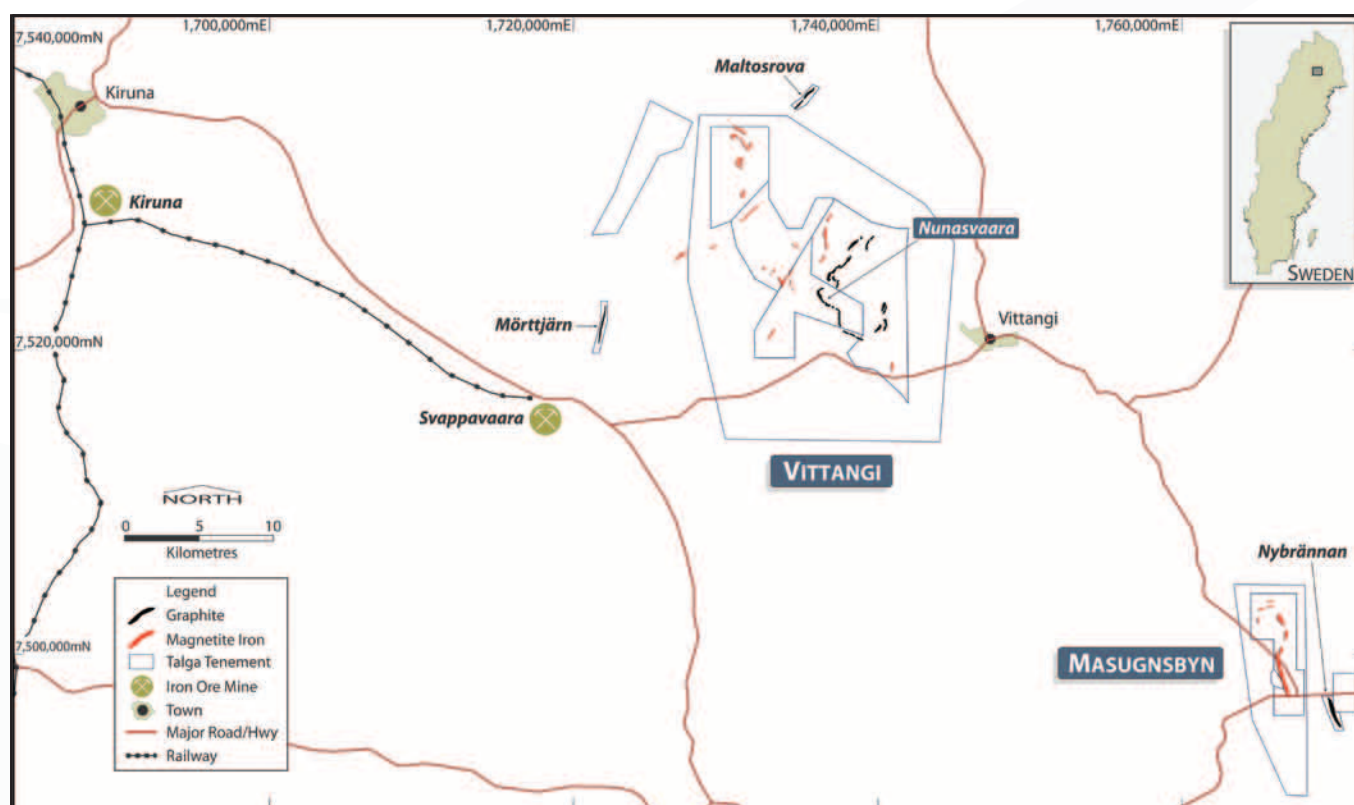 1,700,000mE
1,720,000mE
1,740,000mE
1,760,000mE
7,540,000mN
Kiruna
Maltosrova
Kiruna
Nunasvaara
SWEDEN
Mörttjärn
Vittangi
7,520,000mN
Svappavaara
VITTANGI
NORTH
0 5 10
Kilometres
Nybrännan
Legend
Graphite
Magnetite Iron
Talga Tenement
Iron Ore Mine
Town
Major Road/Hwy
Railway
7,500,000mN
MASUGNSBYN